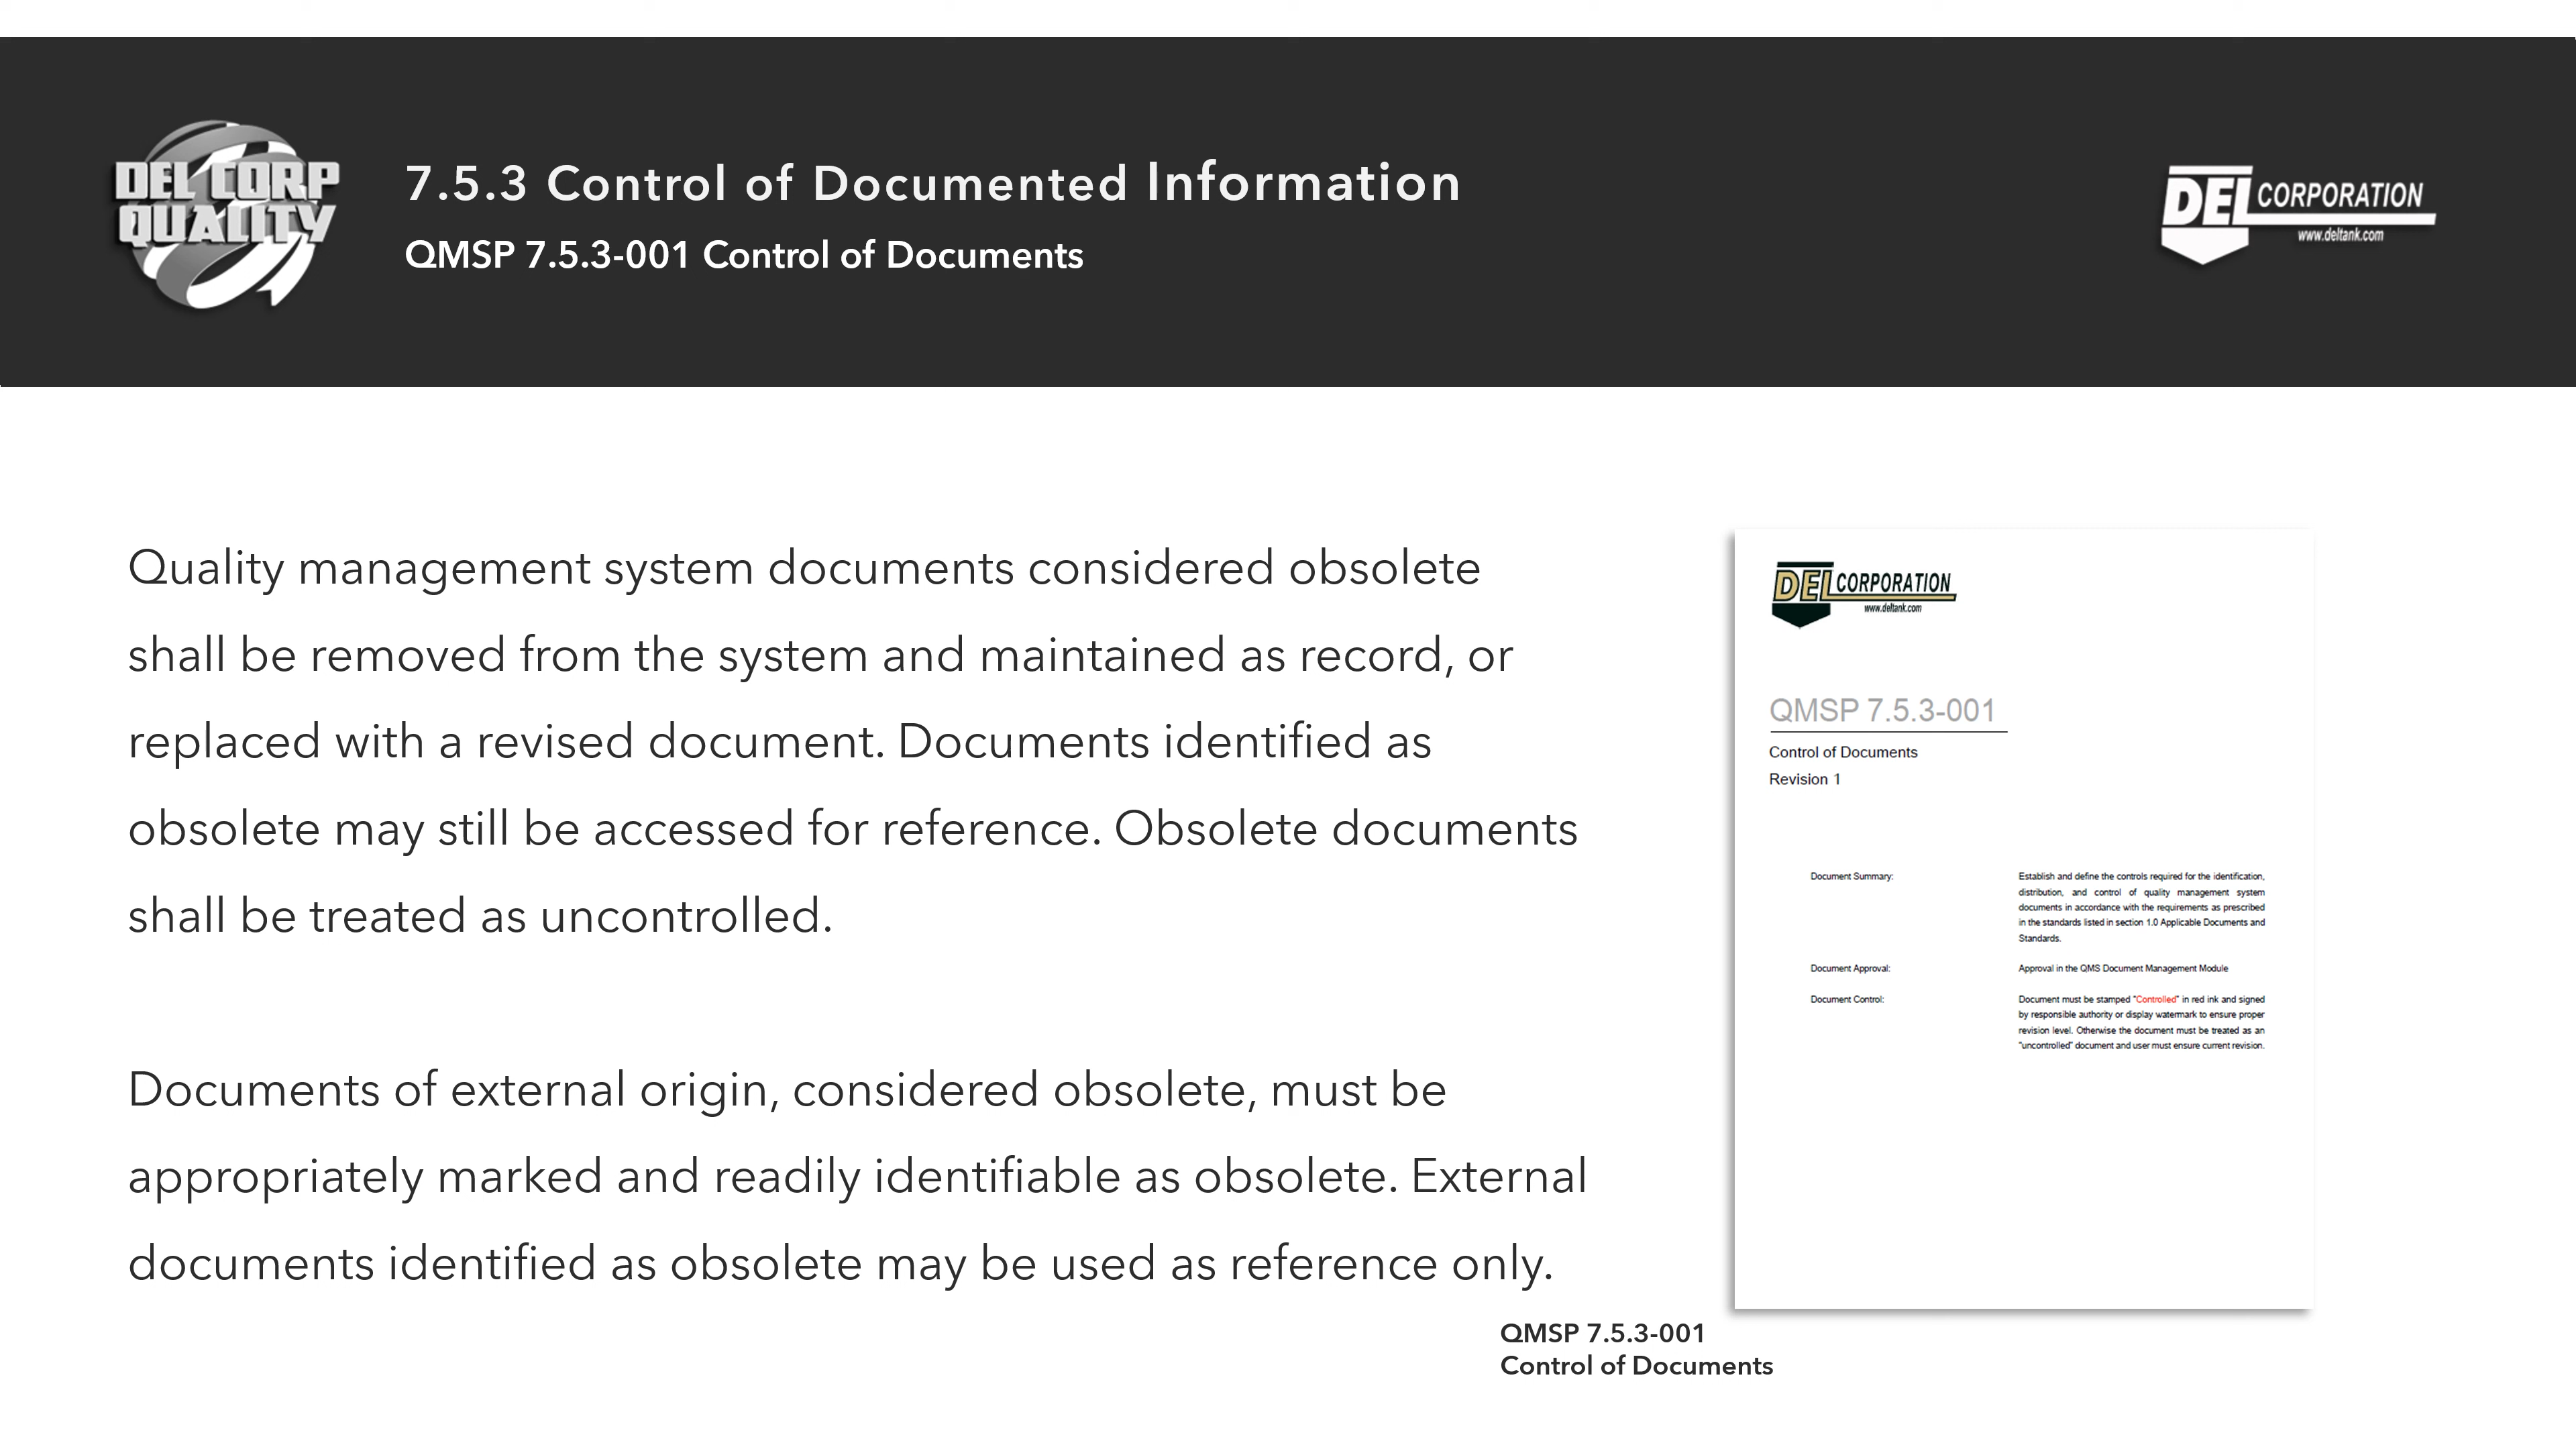 DEL CORP
QUALITY
7.5.3 Control of Documented Information
QMSP 7.5.3-001 Control of Documents
DEL CORPORATION
www.deltank.com
Quality management system documents considered obsolete
shall be removed from the system and maintained as record, or
replaced with a revised document. Documents identified as
obsolete may still be accessed for reference. Obsolete documents
shall be treated as uncontrolled.
Documents of external origin, considered obsolete, must be
appropriately marked and readily identifiable as obsolete. External
documents identified as obsolete may be used as reference only.
DEL CORPORATION
www.deltank.com
QMSP 7.5.3-001
Control of Documents
Revision 1
Document Summary:
Establish and define the controls required for the identification,
distribution, and control of quality management system
documents in accordance with the requirements as prescribed
in the standards listed in section 1.0 Applicable Documents and
Standards.
Document Approval:
Approval in the QMS Document Management Module
Document Control:
Document must be stamped "Controlled" in red ink and signed
by responsible authority or display watermark to ensure proper
revision level. Otherwise the document must be treated as an
"uncontrolled" document and user must ensure current revision.
QMSP 7.5.3-001
Control of Documents